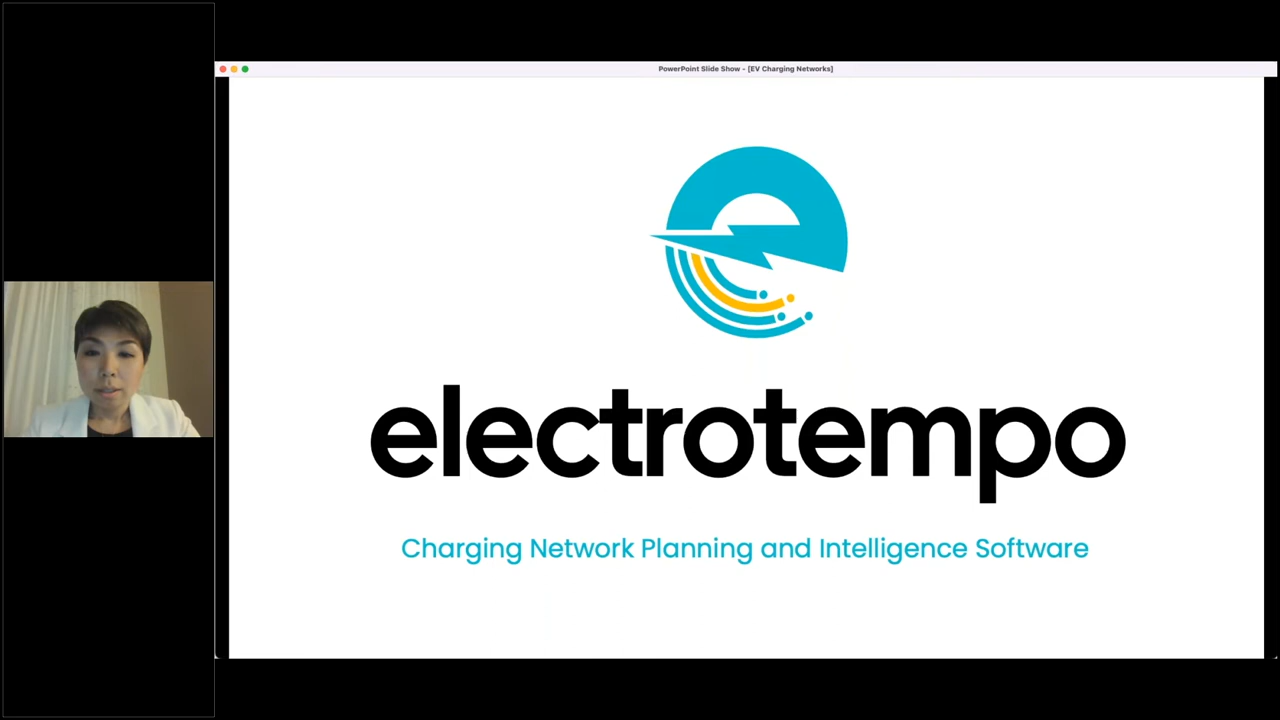 PowerPoint Slide Show - [EV Charging Networks]
electrotempo
Charging Network Planning and Intelligence Software